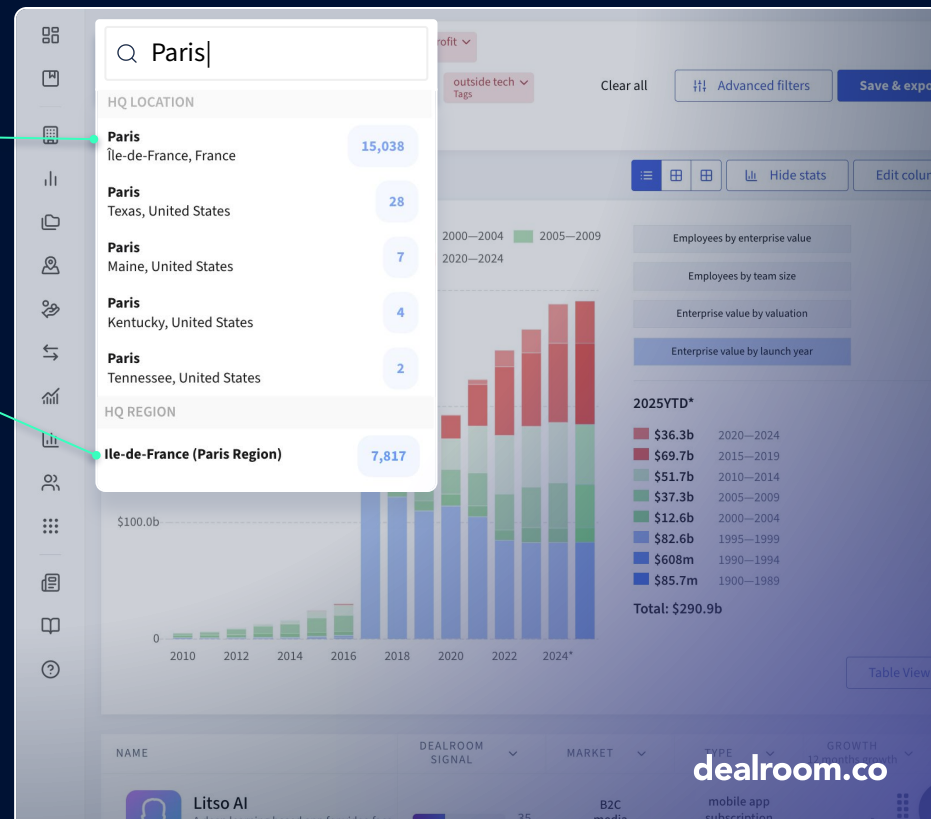 Paris
rofit
outside tech
Tags
Clear all
Advanced filters
Save & expo
HQ LOCATION
Paris
Île-de-France, France
15,038
Paris
Texas, United States
28
Paris
Maine, United States
7
Paris
Kentucky, United States
4
Paris
Tennessee, United States
2
HQ REGION
Ile-de-France (Paris Region)
7,817
Hide stats
Edit colum
2000—2004
2005—2009
2020—2024
Employees by enterprise value
Employees by team size
Enterprise value by valuation
Enterprise value by launch year
2025YTD*
$36.3b 2020—2024
$69.7b 2015—2019
$51.7b 2010—2014
$37.3b 2005—2009
$12.6b 2000—2004
$82.6b 1995—1999
$608m 1990—1994
$85.7m 1900—1989
Total: $290.9b
$100.0b
0
2010 2012 2014 2016 2018 2020 2022 2024*
Table View
NAME
DEALROOM SIGNAL
MARKET
TYPE
GROWTH
12 months growth
dealroom.co
Litso AI
35
B2C
media
mobile app
subscription